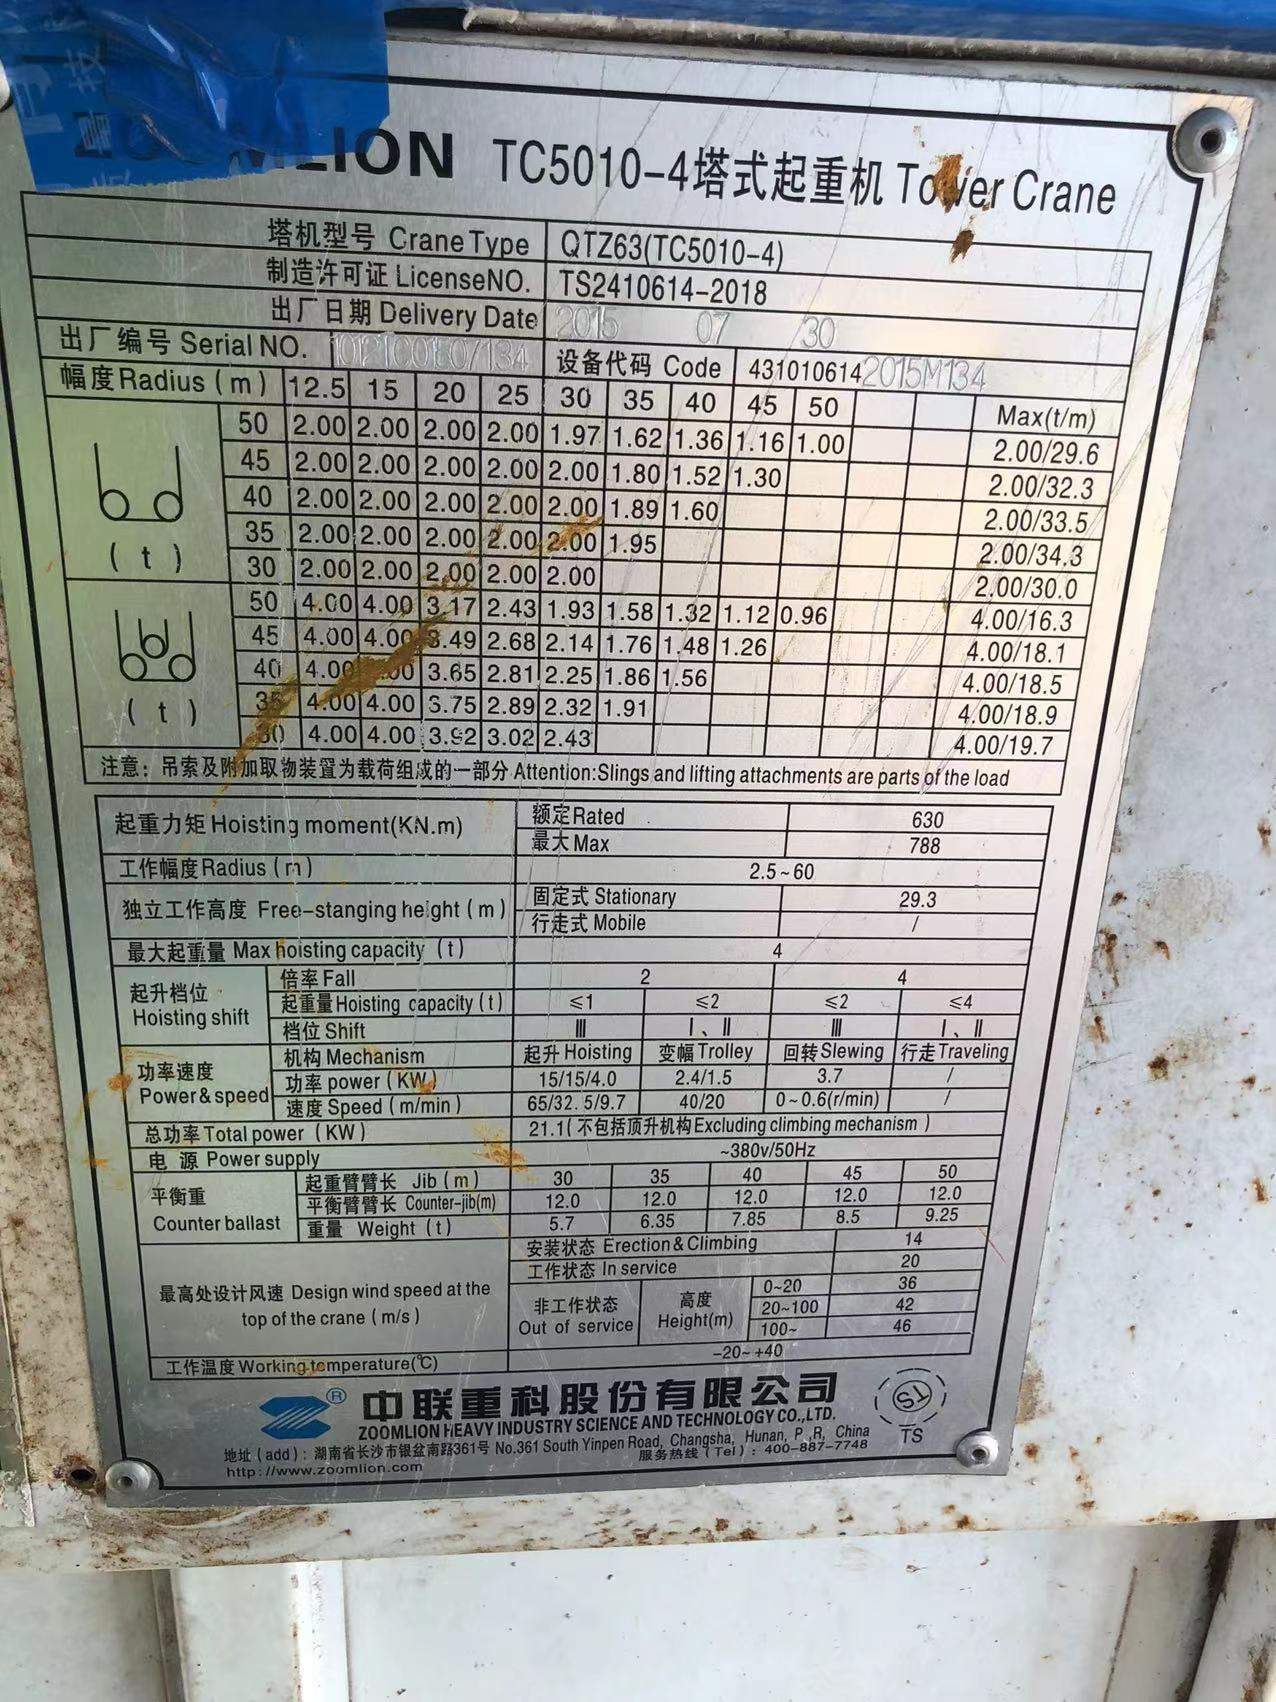 ZOOMLION TC5010-4塔式起重机 Tower Crane
塔机型号 Crane Type QTZ63(TC5010-4)
制造许可证 LicenseNO. TS2410614-2018
出厂日期 Delivery Date 2015 07 30
出厂编号 Serial NO. 设备代码 Code 4310106142015M134
幅度Radius (m) 12.5 15 20 25 30 35 40 45 50 Max(t/m)
50 2.00 2.00 2.00 2.00 1.97 1.62 1.36 1.16 1.00 2.00/29.6
45 2.00 2.00 2.00 2.00 2.00 1.80 1.52 1.30 2.00/32.3
40 2.00 2.00 2.00 2.00 2.00 1.89 1.60 2.00/33.5
35 2.00 2.00 2.00 2.00 2.00 1.95 2.00/34.3
(t)
30 2.00 2.00 2.00 2.00 2.00 2.00/30.0
50 4.00 4.00 3.17 2.43 1.93 1.58 1.32 1.12 0.96 4.00/16.3
45 4.00 4.00 3.49 2.68 2.14 1.76 1.48 1.26 4.00/18.1
40 4.00 4.00 3.65 2.81 2.25 1.86 1.56 4.00/18.5
(t)
35 4.00 4.00 3.75 2.89 2.32 1.91 4.00/18.9
30 4.00 4.00 3.92 3.02 2.43 4.00/19.7
注意：吊索及附加取物装置为载荷组成的一部分 Attention:Slings and lifting attachments are parts of the load
起重力矩 Hoisting moment(KN.m) 额定Rated 630
最大Max 788
工作幅度Radius (m) 2.5~60
独立工作高度 Free-stanging height (m) 固定式 Stationary 29.3
行走式 Mobile /
最大起重量 Max hoisting capacity (t) 4
起升档位 Hoisting shift 倍率Fall 2 4
起重量Hoisting capacity(t) ≤1 ≤2 ≤2 ≤4
档位 Shift Ⅲ Ⅰ、Ⅱ Ⅲ Ⅰ、Ⅱ
功率速度 Power&speed 机构 Mechanism 起升 Hoisting 变幅 Trolley 回转 Slewing 行走 Traveling
功率 power (KW) 15/15/4.0 2.4/1.5 3.7 /
速度 Speed (m/min) 65/32.5/9.7 40/20 0~0.6(r/min) /
总功率 Total power (KW) 21.1(不包括顶升机构Excluding climbing mechanism)
电 源 Power supply ~380v/50Hz
平衡重 Counter ballast 起重臂臂长 Jib (m) 30 35 40 45 50
平衡臂臂长 Counter-jib(m) 12.0 12.0 12.0 12.0 12.0
重量 Weight (t) 5.7 6.35 7.85 8.5 9.25
最高处设计风速 Design wind speed at the top of the crane (m/s) 安装状态 Erection&Climbing 14
工作状态 In service 20
非工作状态 Out of service 高度 Height(m) 0~20 36
20~100 42
100~ 46
工作温度 Working temperature(℃) -20~ +40
® 中联重科股份有限公司
ZOOMLION HEAVY INDUSTRY SCIENCE AND TECHNOLOGY CO.,LTD.
TS
地址 (add)：湖南省长沙市银盆南路361号 No.361 South Yinpen Road, Changsha, Hunan, P.R, China
http://www.zoomlion.com 服务热线 (Tel)：400-887-7748